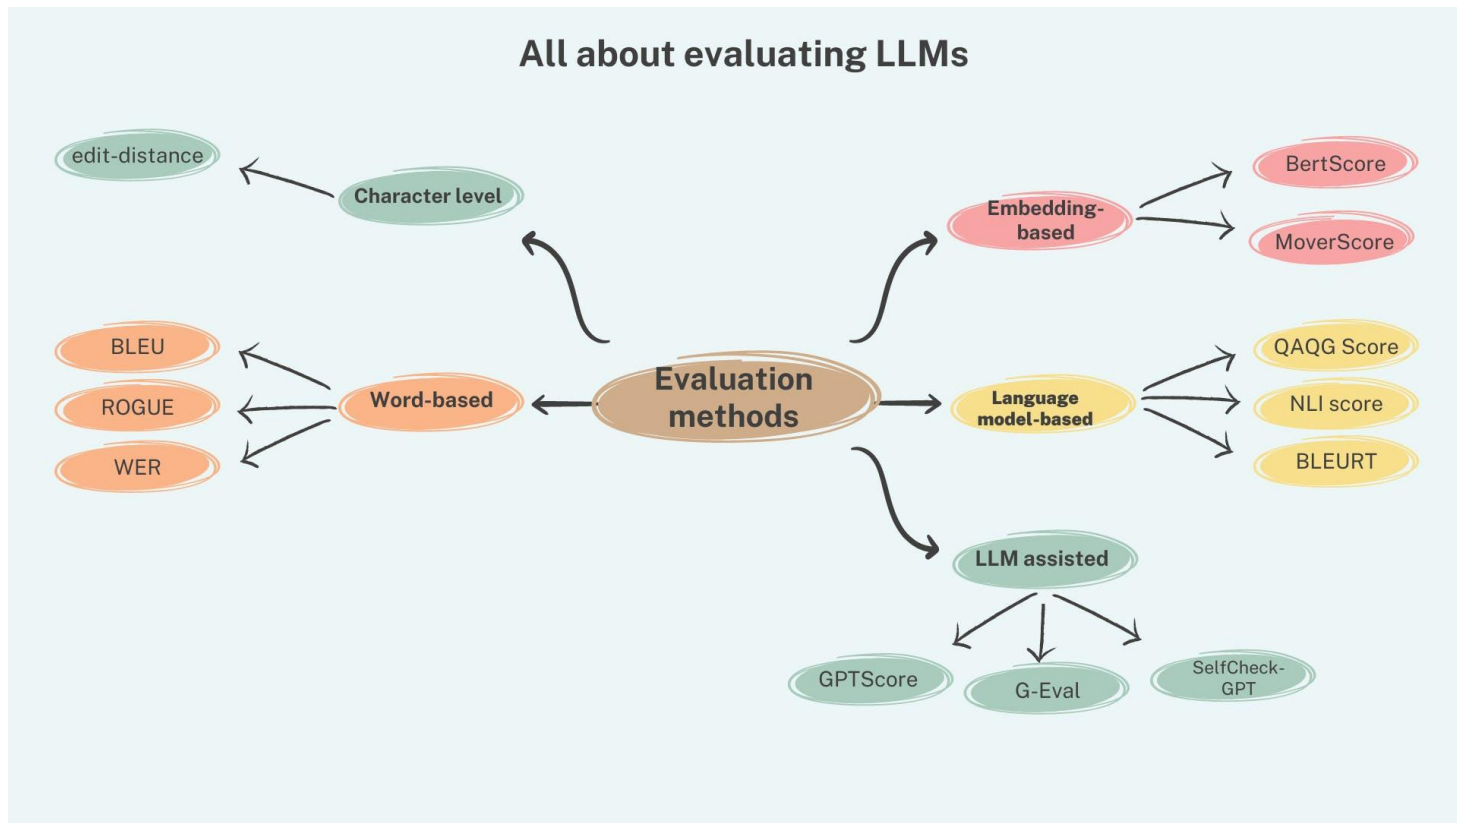 All about evaluating LLMs
edit-distance
Character level
BLEU
ROGUE
WER
Word-based
Evaluation
methods
Embedding-
based
BertScore
MoverScore
Language
model-based
QAQG Score
NLI score
BLEURT
LLM assisted
GPTScore
G-Eval
SelfCheck-
GPT